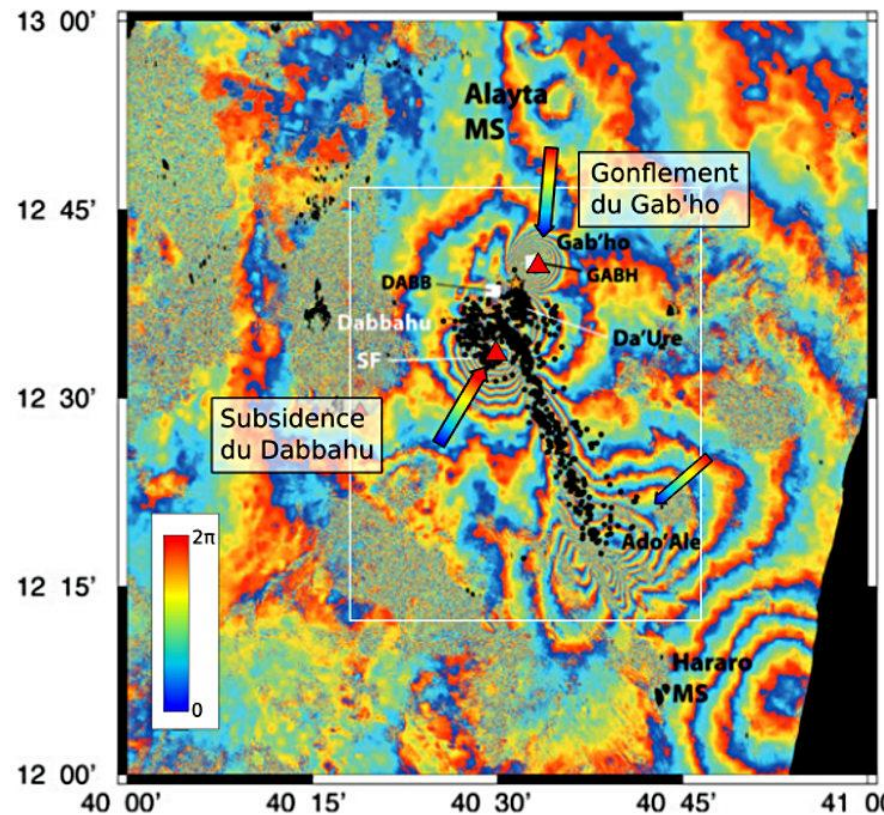 13 00'
Alayta
MS
Gonflement
du Gab'ho
12 45'
Gab'ho
GABH
DABB
Dabbahu
Da'Ure
SF
12 30'
Subsidence
du Dabbahu
2π
Ado'Ale
12 15'
0
Hararo
MS
12 00'
40 00' 40 15' 40 30' 40 45' 41 00